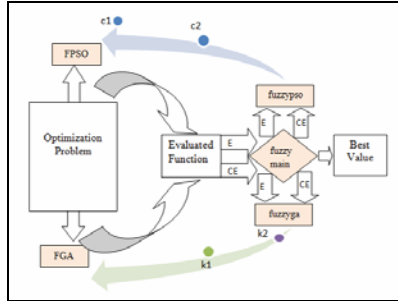 c1
c2
FPSO
fuzzypso
E
CE
Optimization
Problem
Evaluated
Function
E
CE
fuzzy
main
Best
Value
E
CE
fuzzyga
k2
FGA
k1